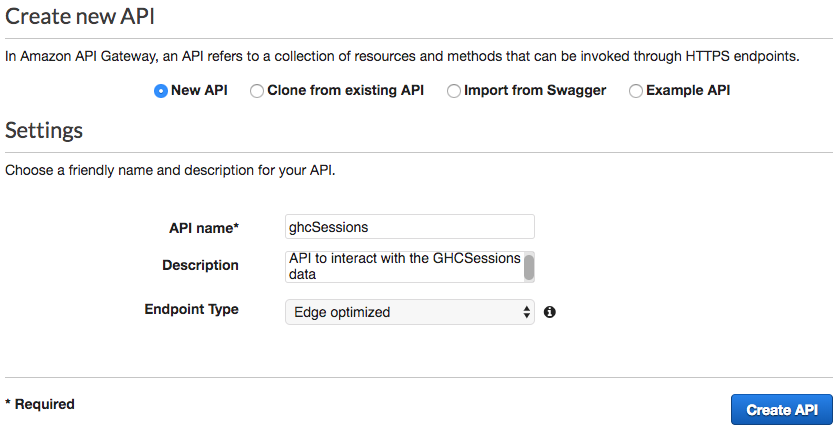 Create new API
In Amazon API Gateway, an API refers to a collection of resources and methods that can be invoked through HTTPS endpoints.
New API Clone from existing API Import from Swagger Example API
Settings
Choose a friendly name and description for your API.
API name* ghcSessions
Description API to interact with the GHCSessions
data
Endpoint Type Edge optimized
* Required Create API